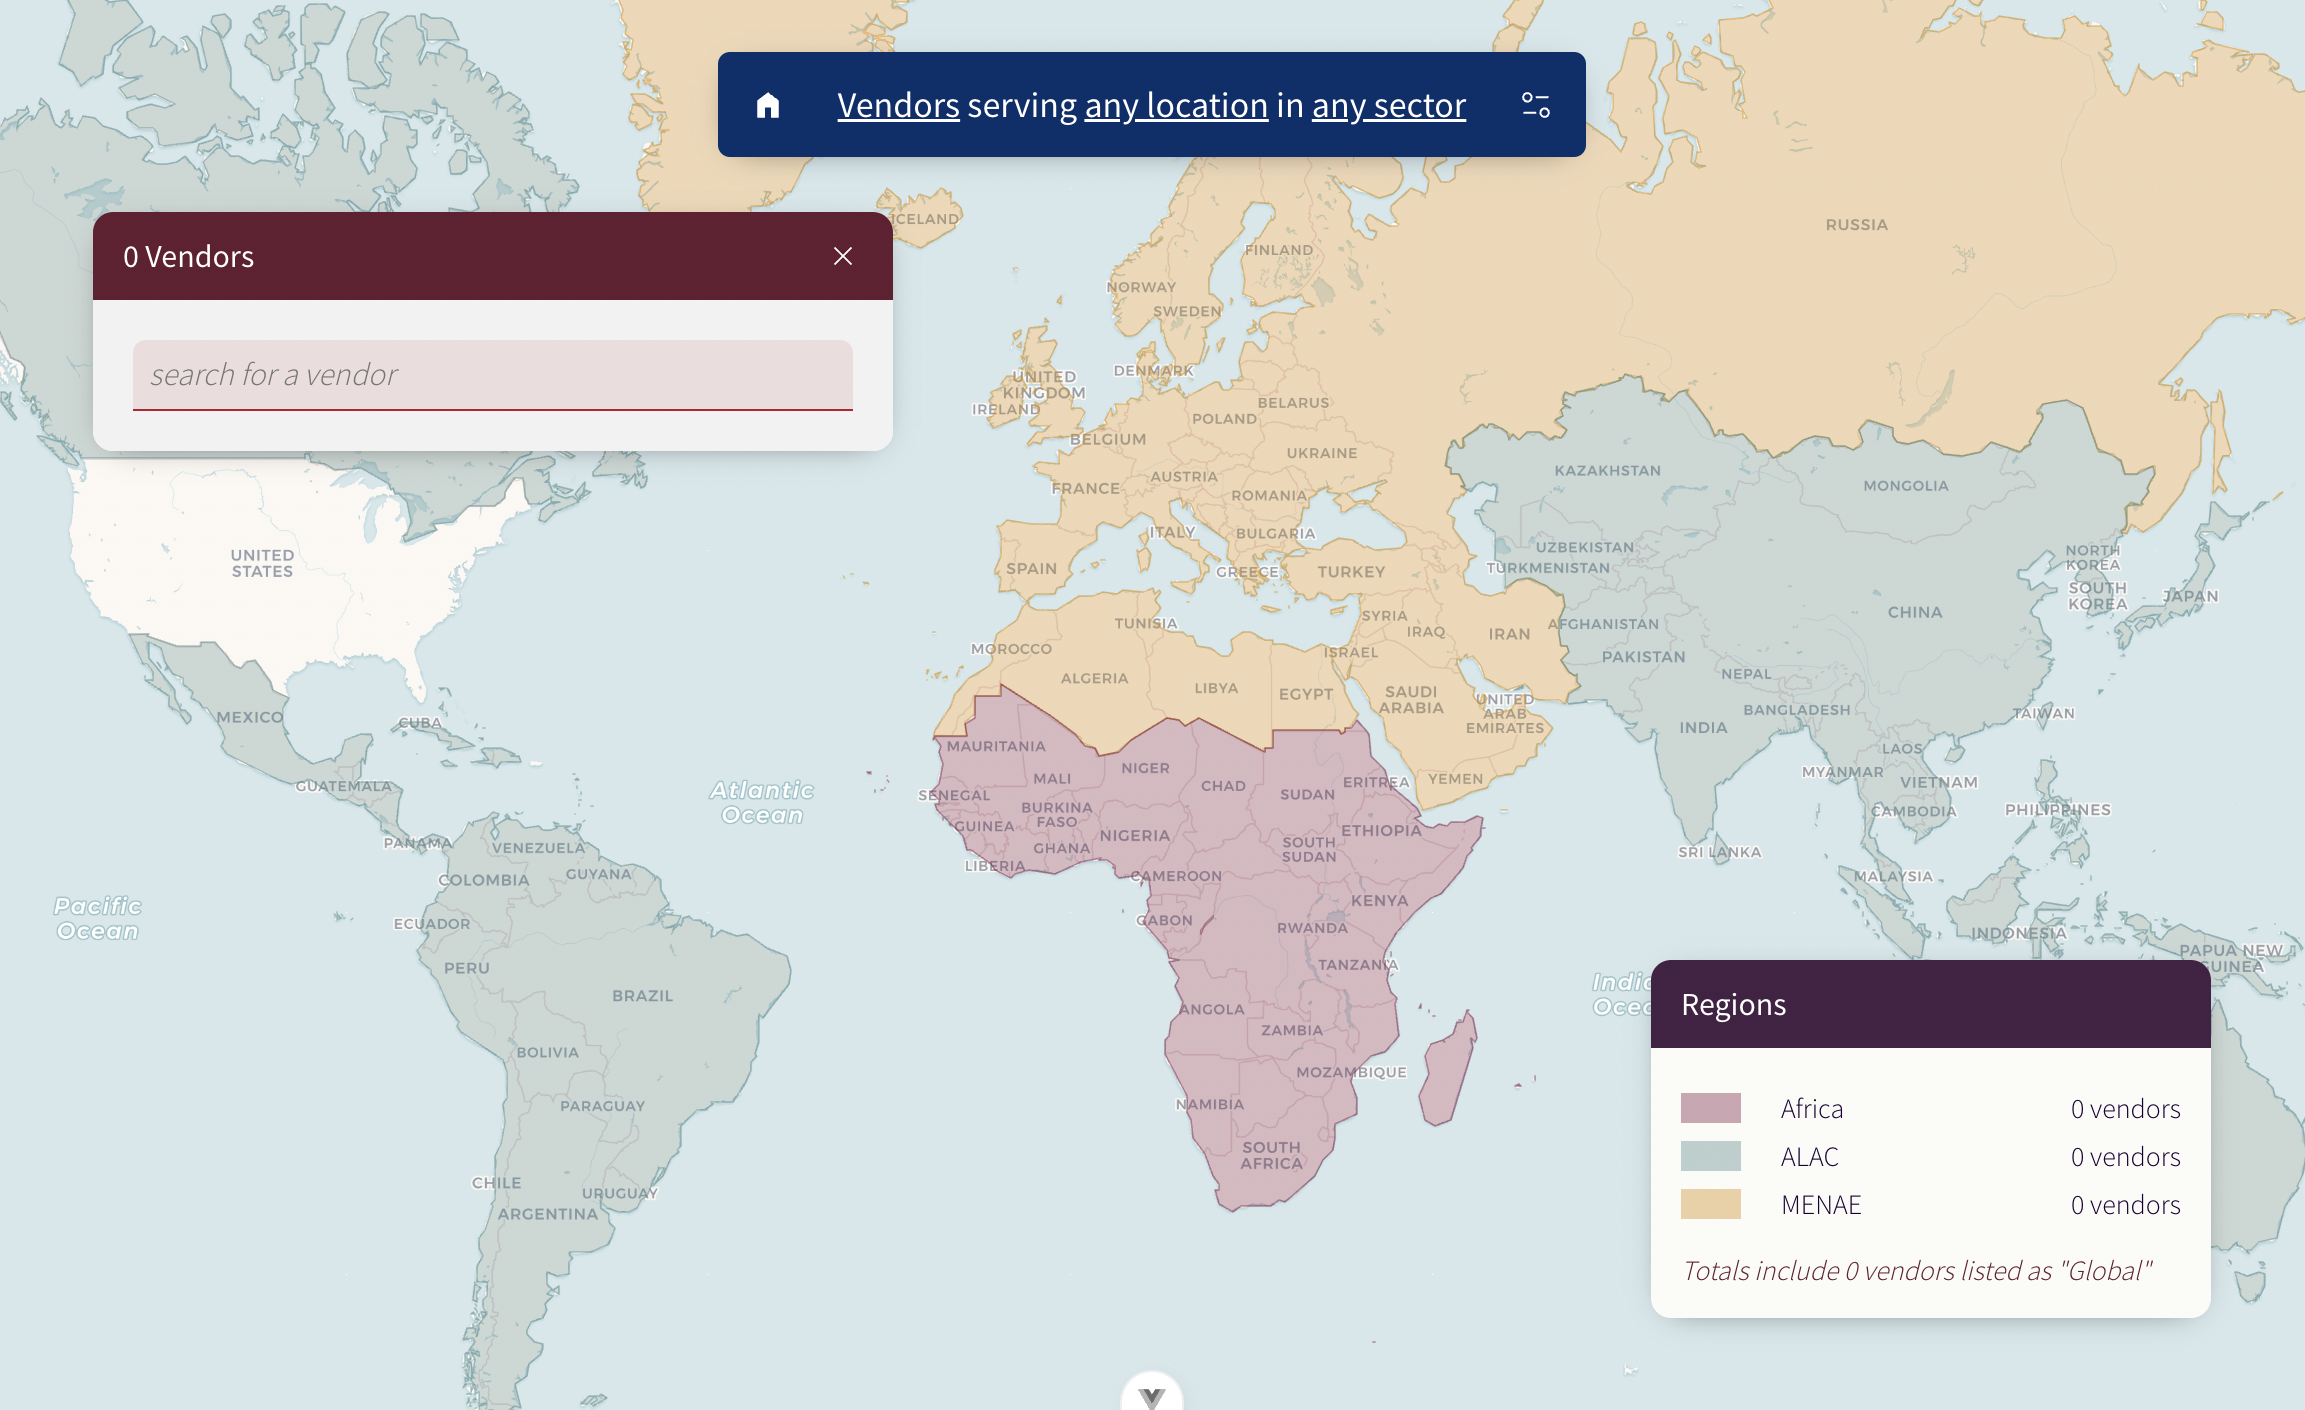 Vendors serving any location in any sector
0 Vendors
search for a vendor
Regions
Africa 0 vendors
ALAC 0 vendors
MENAE 0 vendors
Totals include 0 vendors listed as "Global"
ICELAND
RUSSIA
FINLAND
NORWAY
SWEDEN
DENMARK
UNITED
KINGDOM
IRELAND
BELARUS
POLAND
BELGIUM
UKRAINE
KAZAKHSTAN
AUSTRIA
FRANCE
ROMANIA
MONGOLIA
ITALY
BULGARIA
UZBEKISTAN
NORTH
KOREA
UNITED
STATES
SPAIN
GREECE
TURKEY
TURKMENISTAN
SOUTH
KOREA
JAPAN
CHINA
TUNISIA
SYRIA
IRAQ
IRAN
AFGHANISTAN
MOROCCO
ISRAEL
PAKISTAN
ALGERIA
LIBYA
EGYPT
SAUDI
ARABIA
UNITED
ARAB
EMIRATES
NEPAL
BANGLADESH
TAIWAN
MEXICO
CUBA
INDIA
MAURITANIA
LAOS
MALI
NIGER
CHAD
SUDAN
ERITREA
YEMEN
MYANMAR
VIETNAM
GUATEMALA
Atlantic
Ocean
SENEGAL
BURKINA
FASO
GUINEA
NIGERIA
ETHIOPIA
CAMBODIA
PHILIPPINES
PANAMA
VENEZUELA
GHANA
SOUTH
SUDAN
SRI LANKA
LIBERIA
COLOMBIA
GUYANA
CAMEROON
MALAYSIA
Pacific
Ocean
ECUADOR
GABON
KENYA
RWANDA
INDONESIA
PAPUA NEW
GUINEA
PERU
TANZANIA
BRAZIL
India
Ocea
ANGOLA
ZAMBIA
BOLIVIA
MOZAMBIQUE
PARAGUAY
NAMIBIA
SOUTH
AFRICA
CHILE
URUGUAY
ARGENTINA